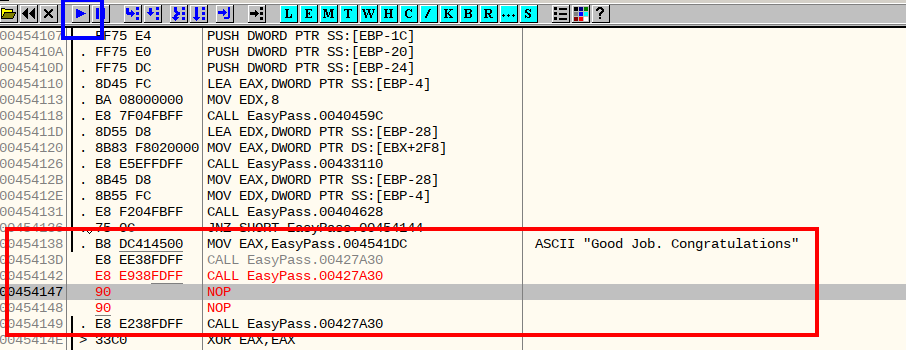 L E M T W H C / K B R ... S ?
00454107 . FF75 E4 PUSH DWORD PTR SS:[EBP-1C]
0045410A . FF75 E0 PUSH DWORD PTR SS:[EBP-20]
0045410D . FF75 DC PUSH DWORD PTR SS:[EBP-24]
00454110 . 8D45 FC LEA EAX,DWORD PTR SS:[EBP-4]
00454113 . BA 08000000 MOV EDX,8
00454118 . E8 7F04FBFF CALL EasyPass.0040459C
0045411D . 8D55 D8 LEA EDX,DWORD PTR SS:[EBP-28]
00454120 . 8B83 F8020000 MOV EAX,DWORD PTR DS:[EBX+2F8]
00454126 . E8 E5EFFDFF CALL EasyPass.00433110
0045412B . 8B45 D8 MOV EAX,DWORD PTR SS:[EBP-28]
0045412E . 8B55 FC MOV EDX,DWORD PTR SS:[EBP-4]
00454131 . E8 F204FBFF CALL EasyPass.00404628
00454136 . 75 0C JNZ SHORT EasyPass.00454144
00454138 . B8 DC414500 MOV EAX,EasyPass.004541DC ASCII "Good Job. Congratulations"
0045413D E8 EE38FDFF CALL EasyPass.00427A30
00454142 E8 E938FDFF CALL EasyPass.00427A30
00454147 90 NOP
00454148 90 NOP
00454149 . E8 E238FDFF CALL EasyPass.00427A30
0045414E > 33C0 XOR EAX,EAX